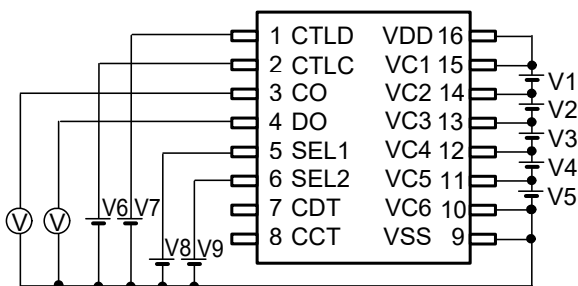 1 CTLD VDD 16
2 CTLC VC1 15
3 CO VC2 14
4 DO VC3 13
5 SEL1 VC4 12
6 SEL2 VC5 11
7 CDT VC6 10
8 CCT VSS 9
V1
V2
V3
V4
V5
V V V6 V7
V8 V9